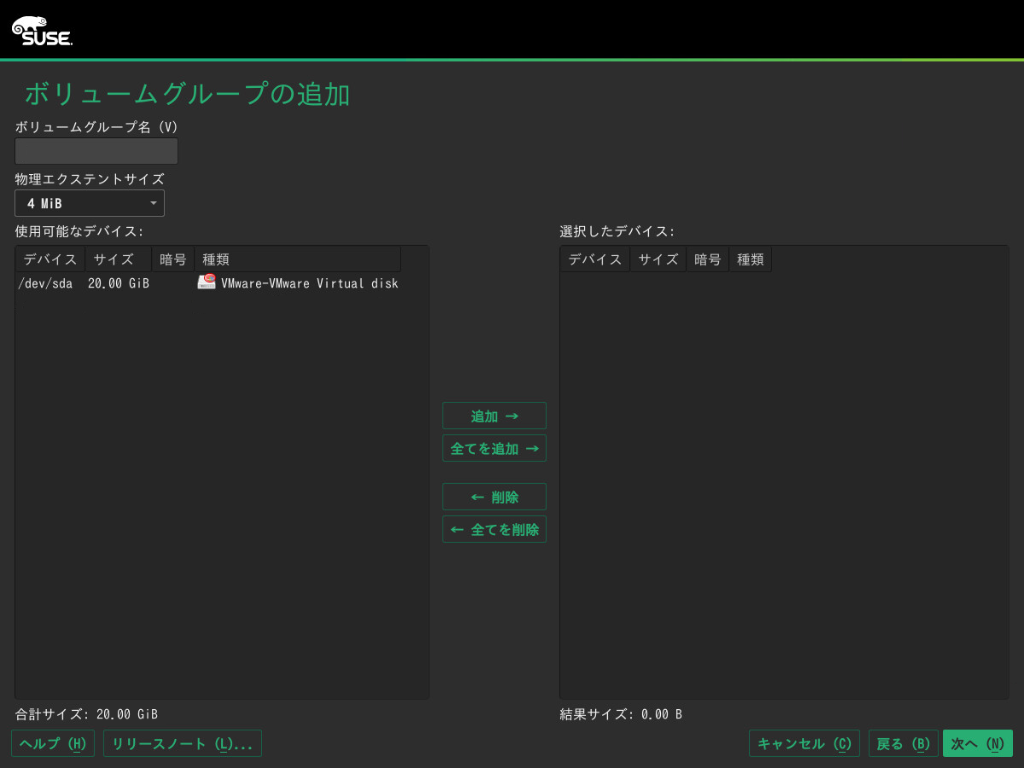 SUSE.
ボリュームグループの追加
ボリュームグループ名 (V)
物理エクステントサイズ
4 MiB
使用可能なデバイス:
選択したデバイス:
デバイス サイズ 暗号 種類
デバイス サイズ 暗号 種類
/dev/sda 20.00 GiB VMware-VMware Virtual disk
追加 →
全てを追加 →
← 削除
← 全てを削除
合計サイズ: 20.00 GiB
結果サイズ: 0.00 B
ヘルプ (H) リリースノート (L)... キャンセル (C) 戻る (B) 次へ (N)